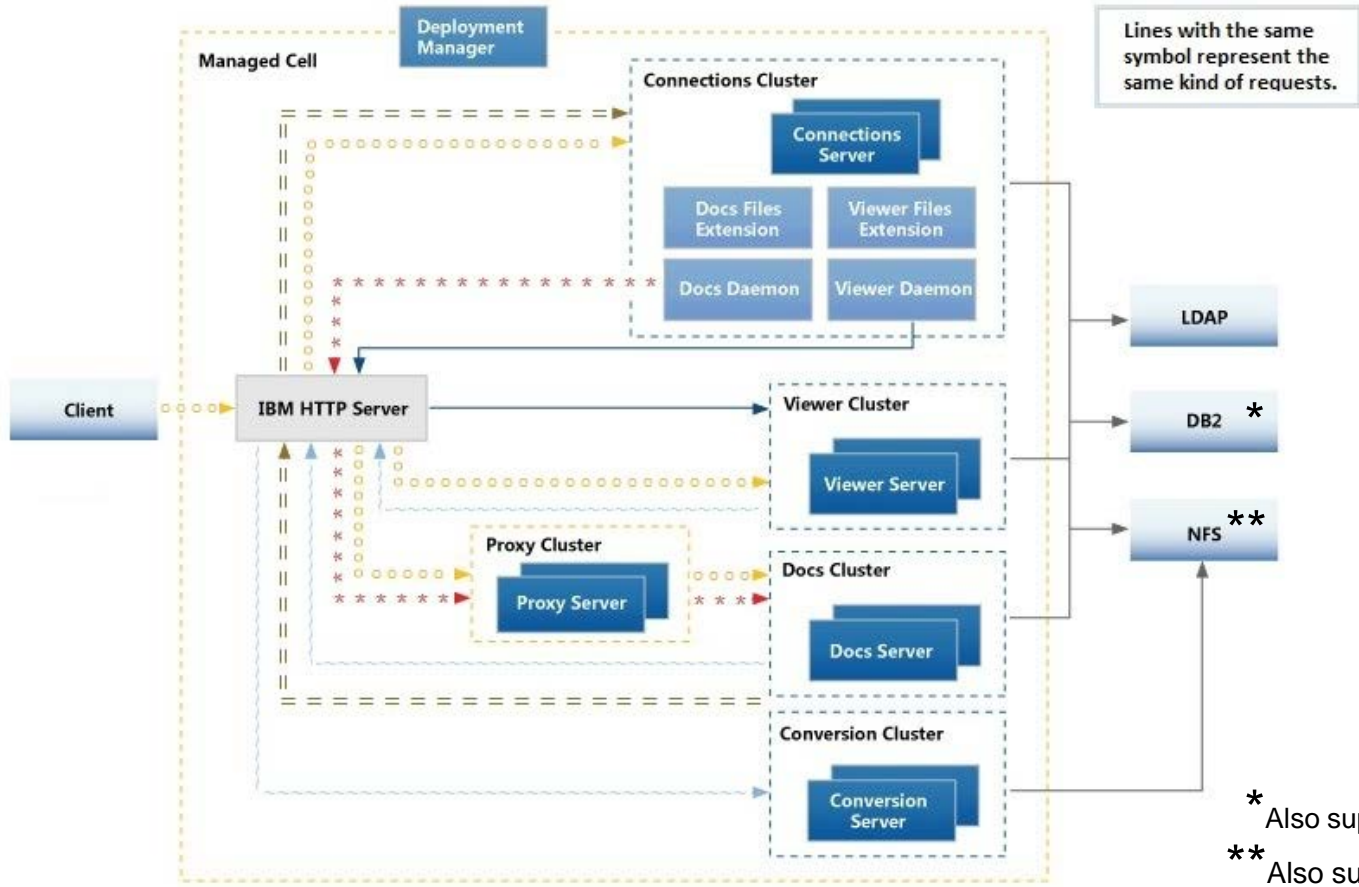 Deployment
Manager
Managed Cell
Lines with the same
symbol represent the
same kind of requests.
Connections Cluster
Connections
Server
Docs Files
Extension
Viewer Files
Extension
Docs Daemon
Viewer Daemon
LDAP
Client
IBM HTTP Server
Viewer Cluster
DB2 *
Viewer Server
NFS **
Proxy Cluster
Proxy Server
Docs Cluster
Docs Server
Conversion Cluster
Conversion
Server
*Also
**Also